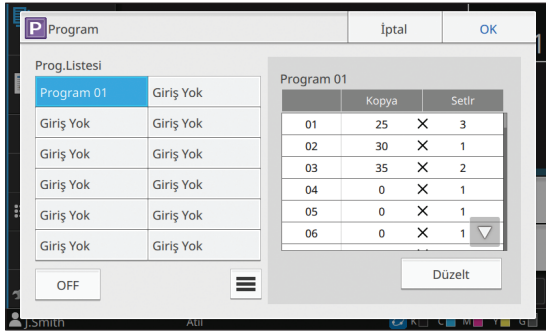 P Program İptal OK
Prog.Listesi
Program 01 Giriş Yok
Giriş Yok Giriş Yok
Giriş Yok Giriş Yok
Giriş Yok Giriş Yok
Giriş Yok Giriş Yok
Giriş Yok Giriş Yok
OFF
Program 01
Kopya Setlr
01 25 X 3
02 30 X 1
03 35 X 2
04 0 X 1
05 0 X 1
06 0 X 1
Düzelt
J.Smith Atıl K C M Y G